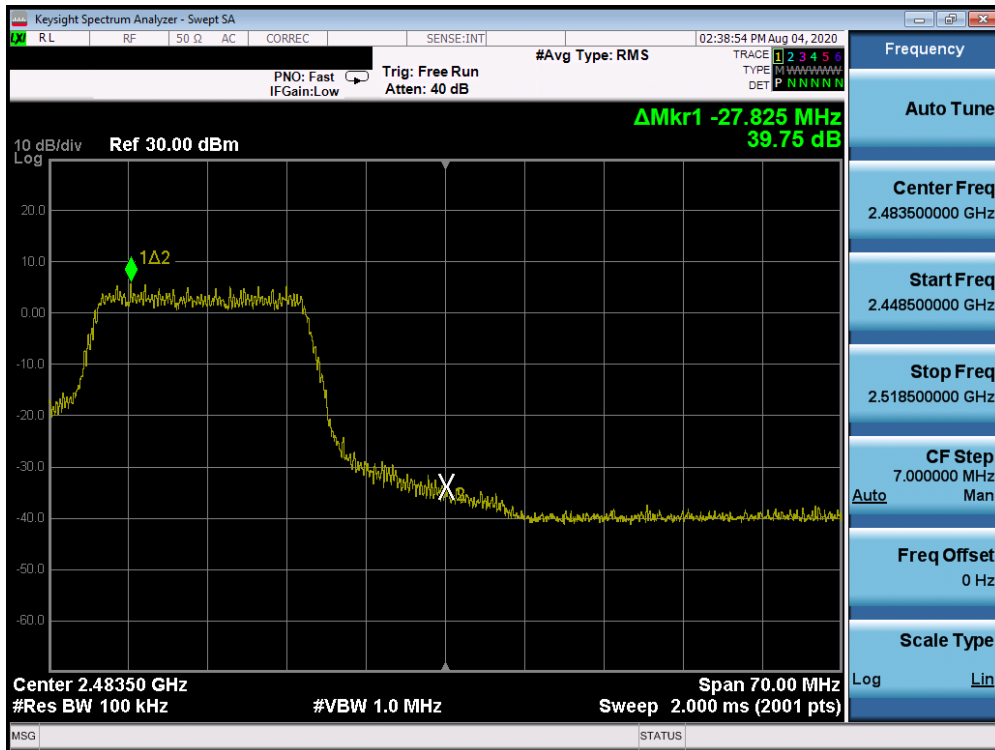 Keysight Spectrum Analyzer - Swept SA
LXI RL RF 50 Ω AC CORREC SENSE:INT 02:38:54 PM Aug 04, 2020
#Avg Type: RMS TRACE 1 2 3 4 5 6
PNO: Fast Trig: Free Run TYPE M WWWWW
IFGain:Low Atten: 40 dB DET P N N N N N
ΔMkr1 -27.825 MHz
39.75 dB
10 dB/div Ref 30.00 dBm
Log
20.0
10.0
1Δ2
0.00
-10.0
-20.0
-30.0
-40.0
-50.0
-60.0
Center 2.48350 GHz Span 70.00 MHz
#Res BW 100 kHz #VBW 1.0 MHz Sweep 2.000 ms (2001 pts)
MSG STATUS
Frequency
Auto Tune
Center Freq
2.483500000 GHz
Start Freq
2.448500000 GHz
Stop Freq
2.518500000 GHz
CF Step
7.000000 MHz
Auto Man
Freq Offset
0 Hz
Scale Type
Log Lin